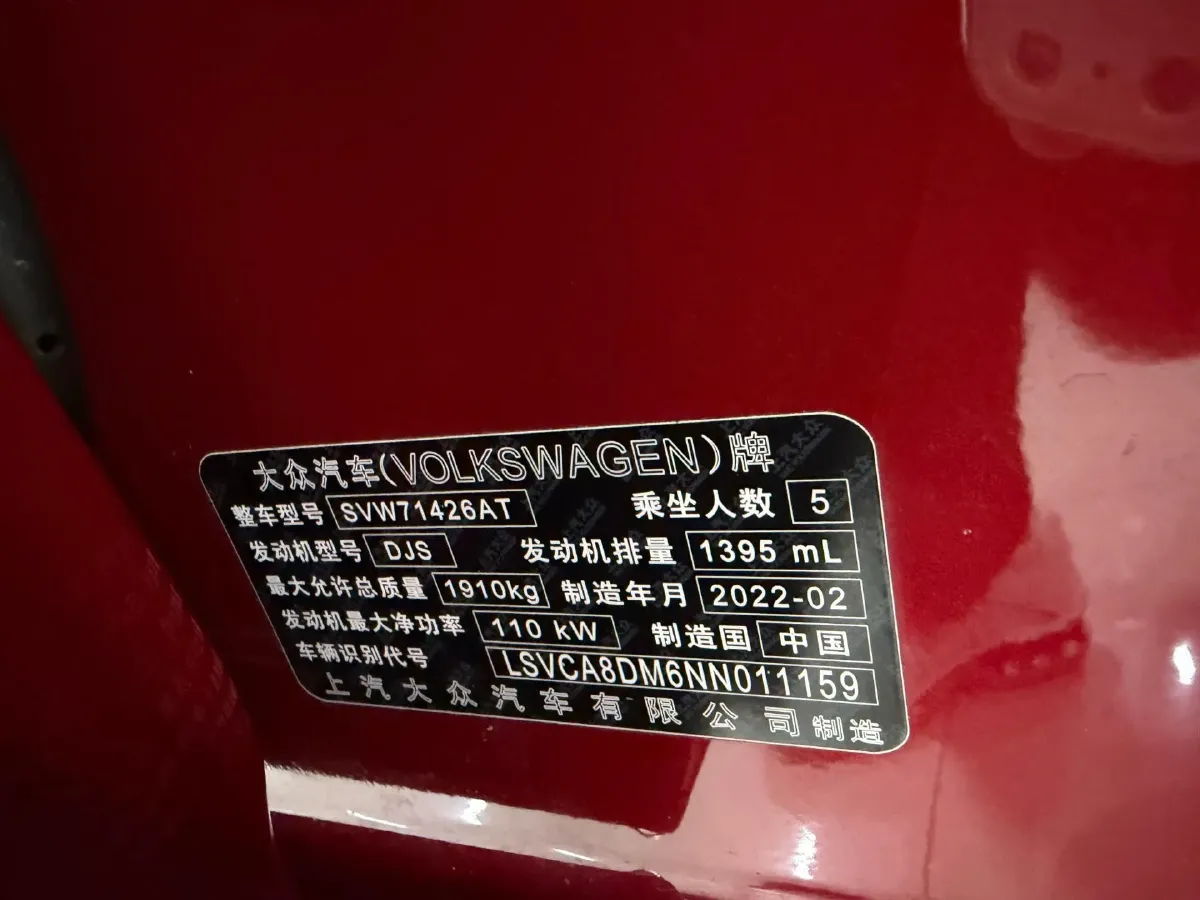 大众汽车(VOLKSWAGEN)牌
整车型号 SVW71426AT 乘坐人数 5
发动机型号 DJS 发动机排量 1395 mL
最大允许总质量 1910kg 制造年月 2022-02
发动机最大净功率 110 kW 制造国 中国
车辆识别代号 LSVCA8DM6NN011159
上汽大众汽车有限公司制造